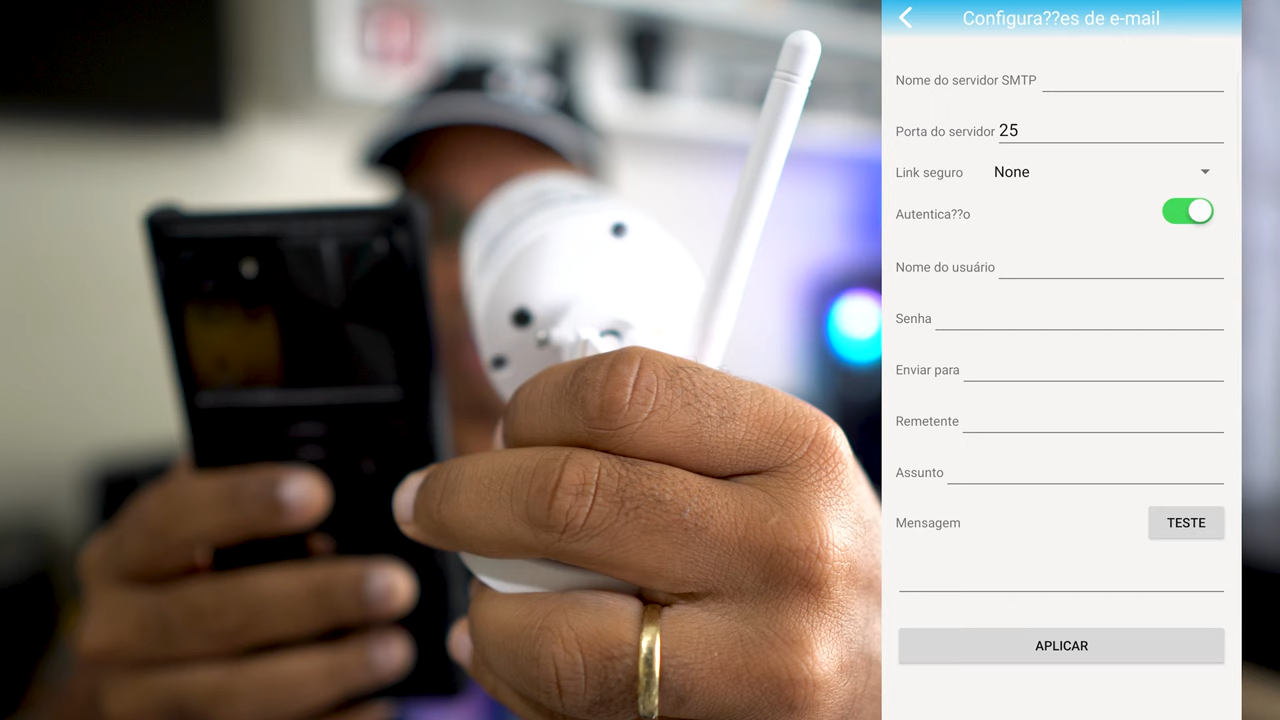 Configura??es de e-mail
Nome do servidor SMTP
Porta do servidor 25
Link seguro None
Autentica??o
Nome do usuário
Senha
Enviar para
Remetente
Assunto
Mensagem TESTE
APLICAR